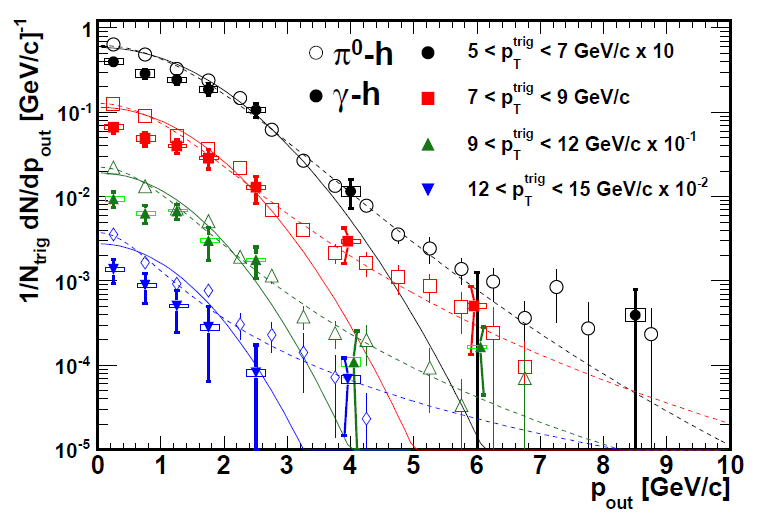 1/N_trig dN/dp_out [GeV/c]^-1
1
10^-1
10^-2
10^-3
10^-4
10^-5
π^0-h
γ-h
5 < p_T^trig < 7 GeV/c x 10
7 < p_T^trig < 9 GeV/c
9 < p_T^trig < 12 GeV/c x 10^-1
12 < p_T^trig < 15 GeV/c x 10^-2
0 1 2 3 4 5 6 7 8 9 10
p_out [GeV/c]